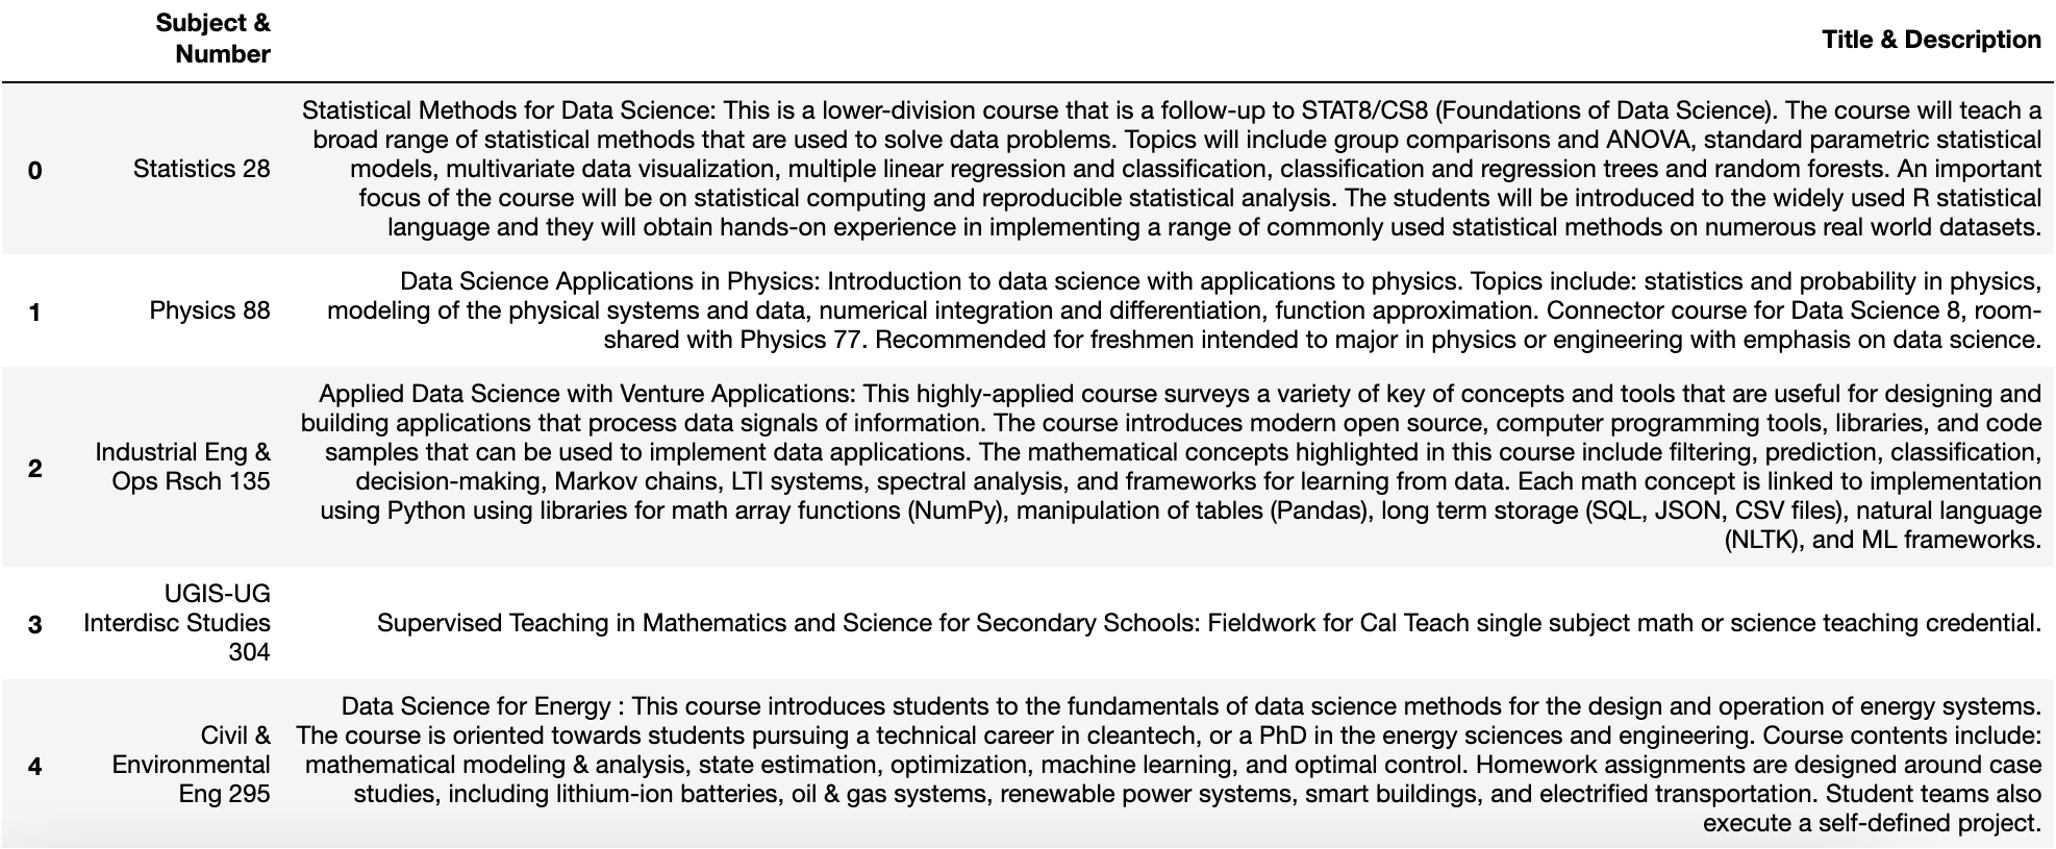 Subject &
Number
Title & Description
0
Statistics 28
Statistical Methods for Data Science: This is a lower-division course that is a follow-up to STAT8/CS8 (Foundations of Data Science). The course will teach a
broad range of statistical methods that are used to solve data problems. Topics will include group comparisons and ANOVA, standard parametric statistical
models, multivariate data visualization, multiple linear regression and classification, classification and regression trees and random forests. An important
focus of the course will be on statistical computing and reproducible statistical analysis. The students will be introduced to the widely used R statistical
language and they will obtain hands-on experience in implementing a range of commonly used statistical methods on numerous real world datasets.
1
Physics 88
Data Science Applications in Physics: Introduction to data science with applications to physics. Topics include: statistics and probability in physics,
modeling of the physical systems and data, numerical integration and differentiation, function approximation. Connector course for Data Science 8, room-
shared with Physics 77. Recommended for freshmen intended to major in physics or engineering with emphasis on data science.
2
Industrial Eng &
Ops Rsch 135
Applied Data Science with Venture Applications: This highly-applied course surveys a variety of key of concepts and tools that are useful for designing and
building applications that process data signals of information. The course introduces modern open source, computer programming tools, libraries, and code
samples that can be used to implement data applications. The mathematical concepts highlighted in this course include filtering, prediction, classification,
decision-making, Markov chains, LTI systems, spectral analysis, and frameworks for learning from data. Each math concept is linked to implementation
using Python using libraries for math array functions (NumPy), manipulation of tables (Pandas), long term storage (SQL, JSON, CSV files), natural language
(NLTK), and ML frameworks.
3
UGIS-UG
Interdisc Studies
304
Supervised Teaching in Mathematics and Science for Secondary Schools: Fieldwork for Cal Teach single subject math or science teaching credential.
4
Civil &
Environmental
Eng 295
Data Science for Energy : This course introduces students to the fundamentals of data science methods for the design and operation of energy systems.
The course is oriented towards students pursuing a technical career in cleantech, or a PhD in the energy sciences and engineering. Course contents include:
mathematical modeling & analysis, state estimation, optimization, machine learning, and optimal control. Homework assignments are designed around case
studies, including lithium-ion batteries, oil & gas systems, renewable power systems, smart buildings, and electrified transportation. Student teams also
execute a self-defined project.